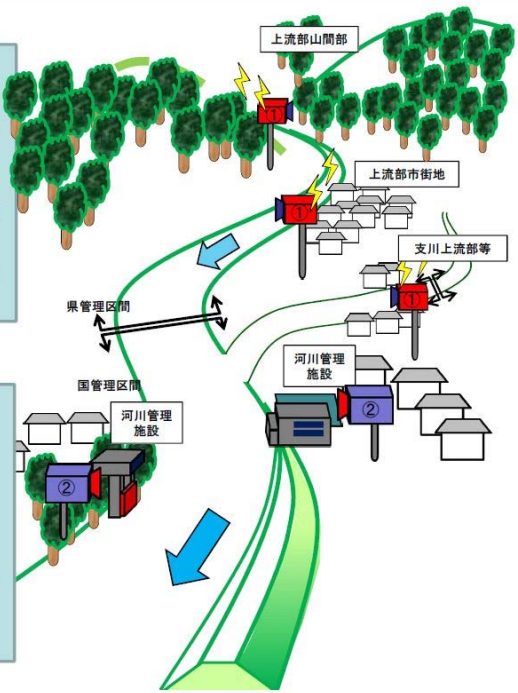 上流部山間部
①
上流部市街地
①
支川上流部等
①
県管理区間
国管理区間
河川管理
施設
②
河川管理
施設
②